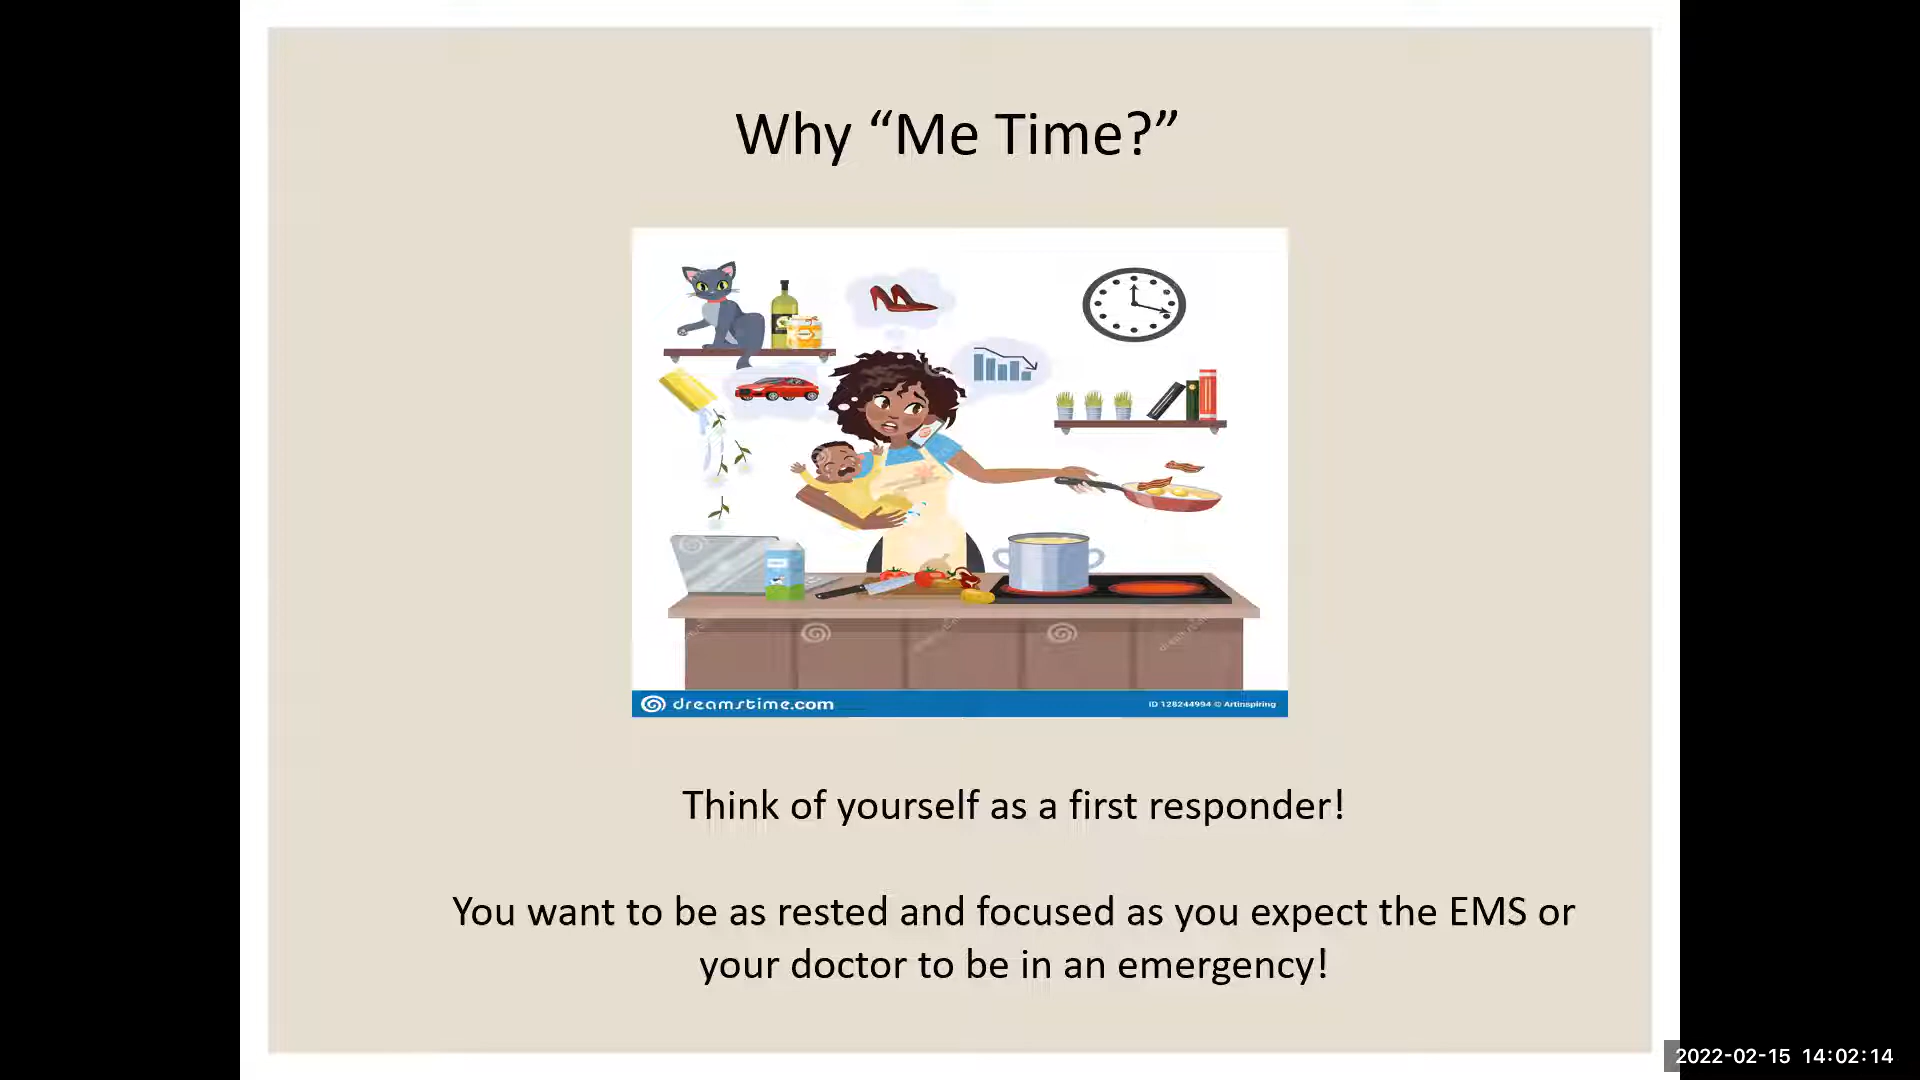 Why “Me Time?”
dreamstime.com
ID 128244994 © Artinspiring
Think of yourself as a first responder!
You want to be as rested and focused as you expect the EMS or
your doctor to be in an emergency!
2022-02-15 14:02:14